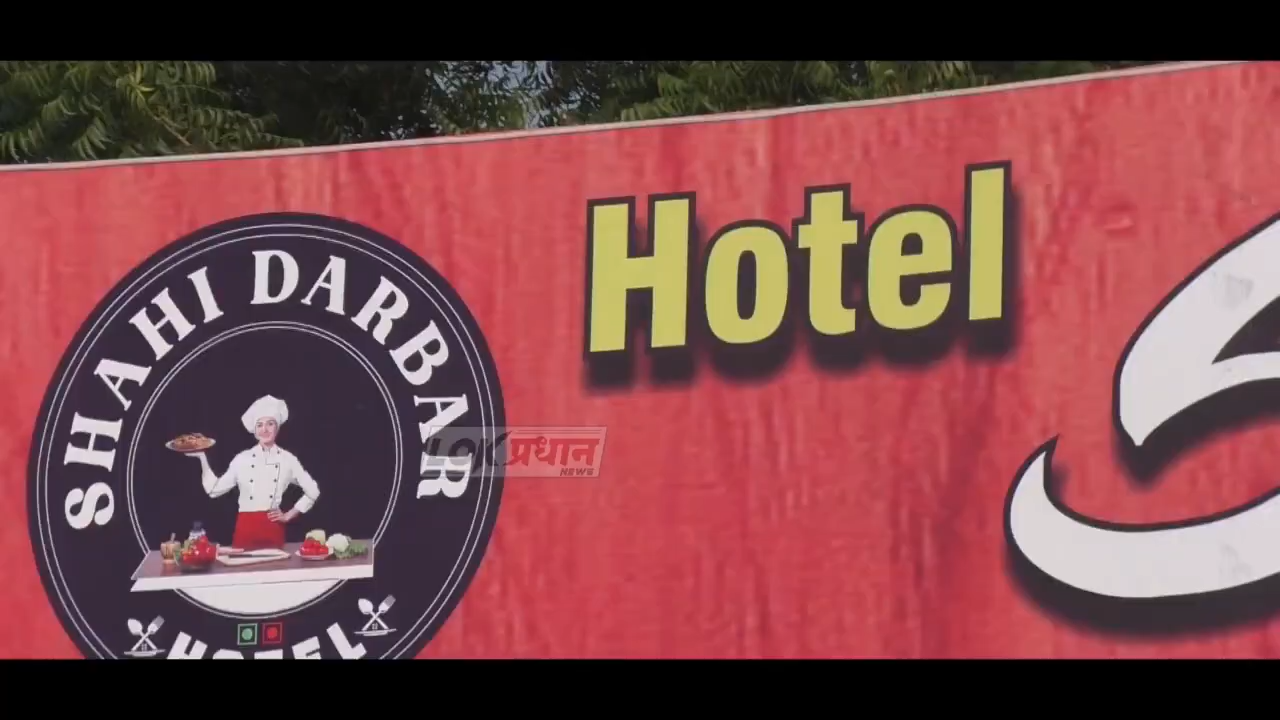 Hotel
SHAHI DARBAR
HOTEL
LOKप्रधान
NEWS